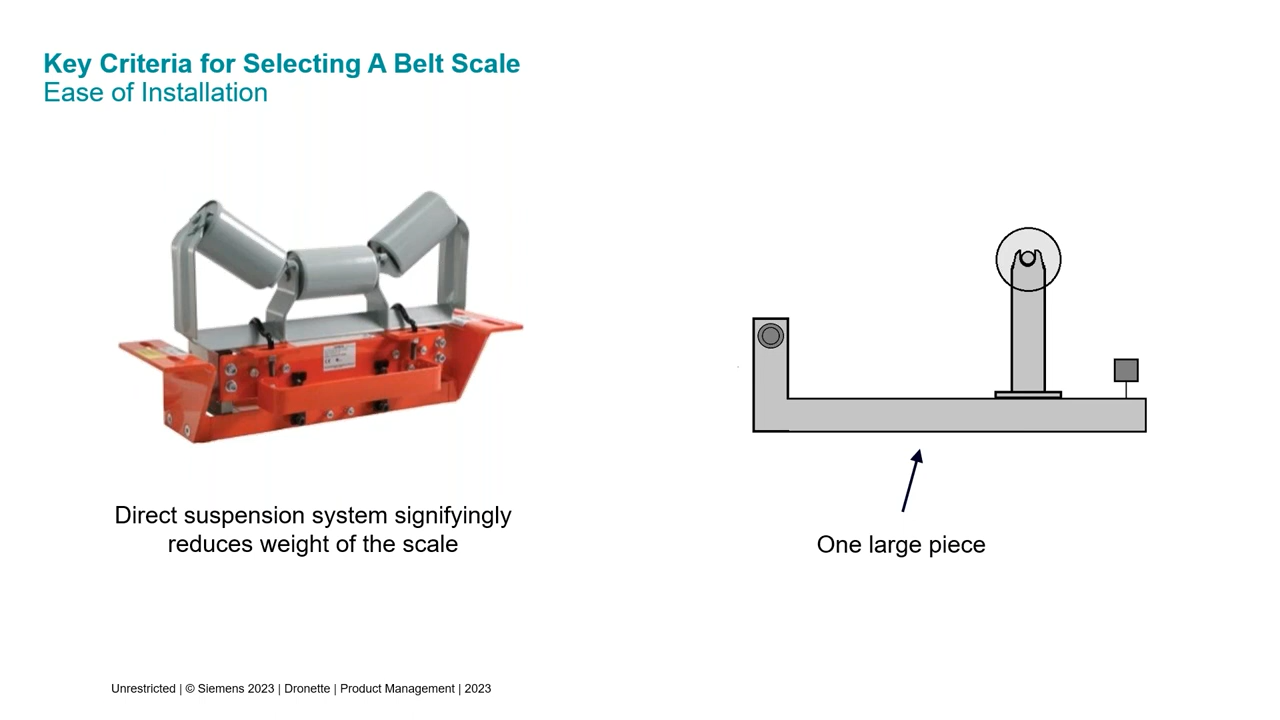 Key Criteria for Selecting A Belt Scale
Ease of Installation
Direct suspension system signifyingly
reduces weight of the scale
One large piece
Unrestricted | © Siemens 2023 | Dronette | Product Management | 2023